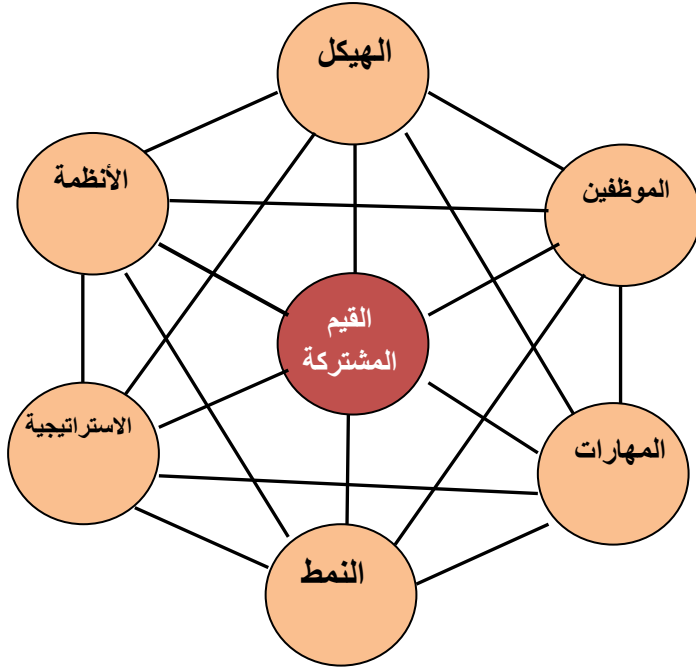 الهيكل
الموظفين
الأنظمة
القيم
المشتركة
الاستراتيجية
المهارات
النمط